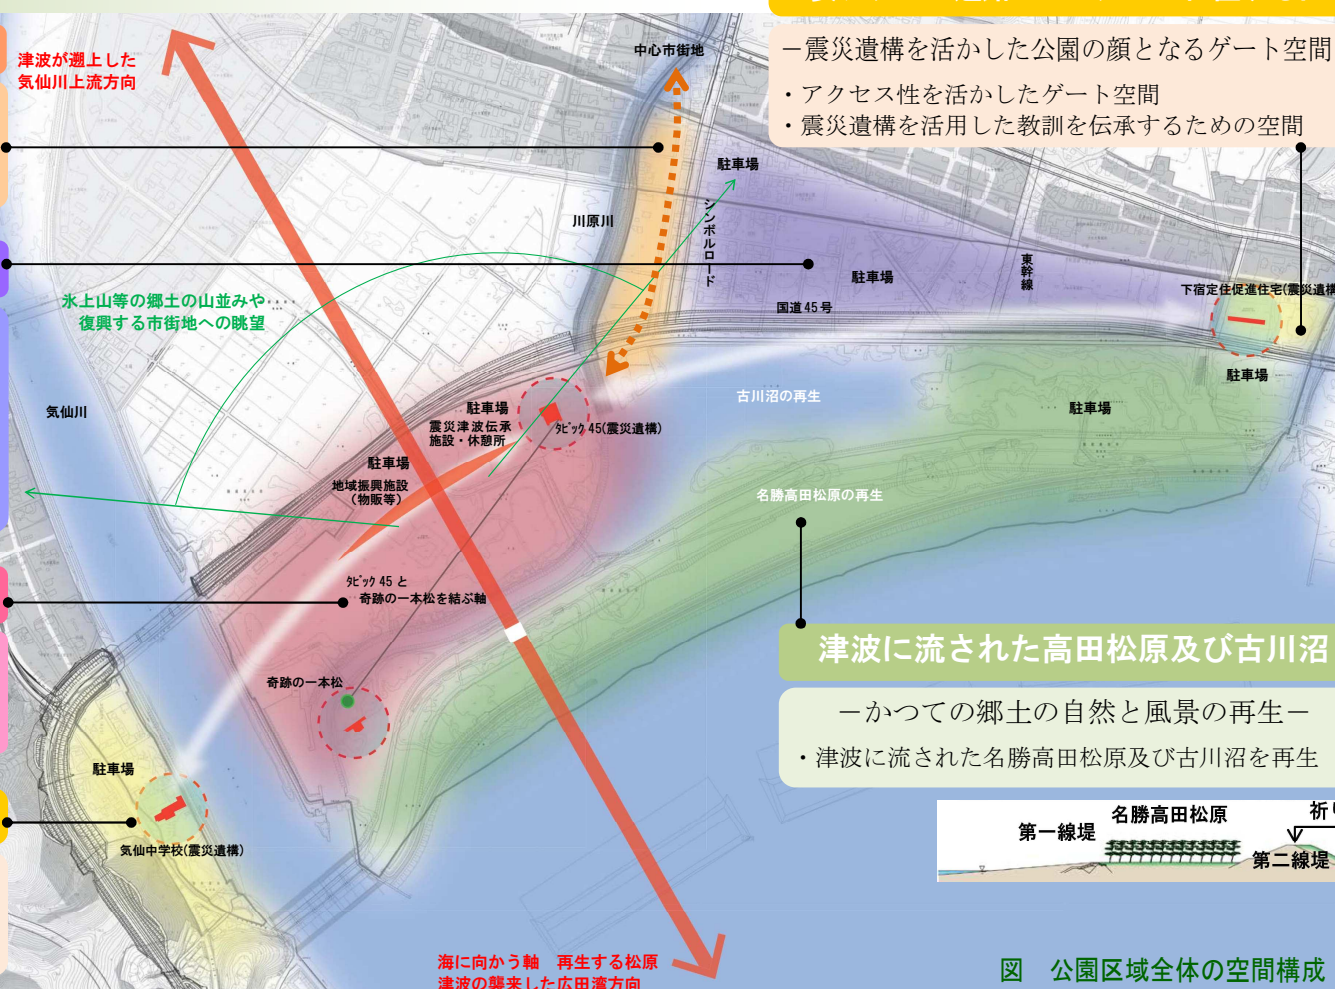 －震災遺構を活かした公園の顔となるゲート空間
・アクセス性を活かしたゲート空間
・震災遺構を活用した教訓を伝承するための空間
津波が遡上した
気仙川上流方向
中心市街地
駐車場
川原川
シンボルロード
東幹線
駐車場
国道45号
下宿定住促進住宅(震災遺構
駐車場
氷上山等の郷土の山並みや
復興する市街地への眺望
気仙川
古川沼の再生
駐車場
駐車場
震災津波伝承
施設・休憩所
ﾀﾋﾟｯｸ 45(震災遺構)
駐車場
地域振興施設
（物販等）
名勝高田松原の再生
ﾀﾋﾟｯｸ 45 と
奇跡の一本松を結ぶ軸
奇跡の一本松
津波に流された高田松原及び古川沼
－かつての郷土の自然と風景の再生－
・津波に流された名勝高田松原及び古川沼を再生
駐車場
気仙中学校(震災遺構)
名勝高田松原
祈り
第一線堤
第二線堤
海に向かう軸　再生する松原
津波の襲来した広田湾方向
図　公園区域全体の空間構成